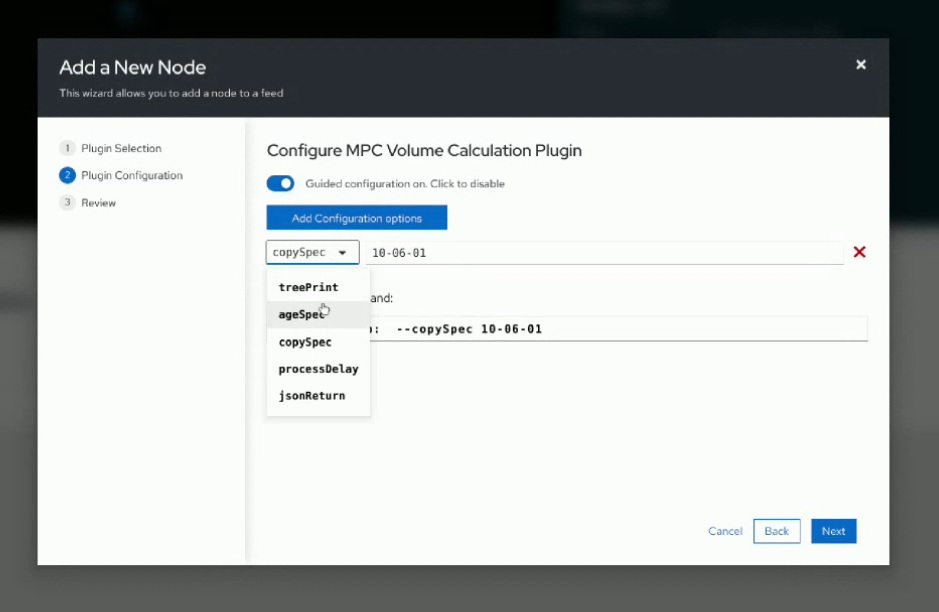 Add a New Node
This wizard allows you to add a node to a feed
1 Plugin Selection
2 Plugin Configuration
3 Review
Configure MPC Volume Calculation Plugin
Guided configuration on. Click to disable
Add Configuration options
copySpec 10-06-01
treePrint
ageSpec
copySpec
processDelay
jsonReturn
and:
: --copySpec 10-06-01
Cancel Back Next